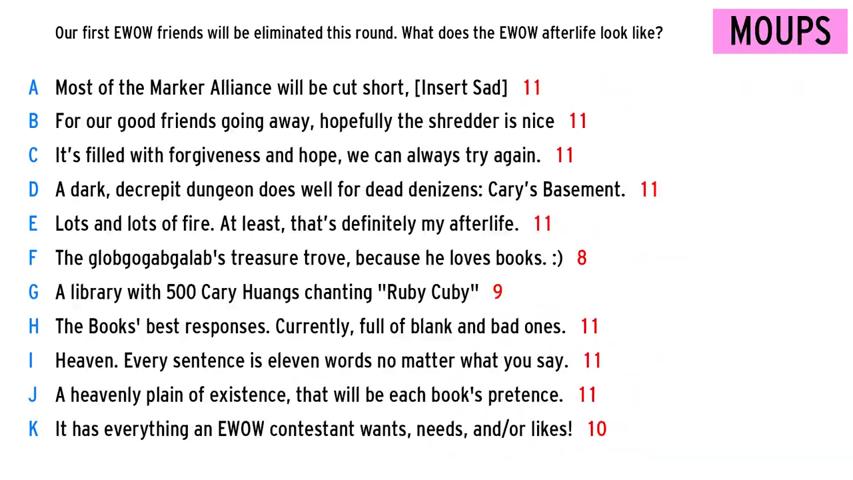 Our first EWOW friends will be eliminated this round. What does the EWOW afterlife look like?
MOUPS
A Most of the Marker Alliance will be cut short, [Insert Sad] 11
B For our good friends going away, hopefully the shredder is nice 11
C It's filled with forgiveness and hope, we can always try again. 11
D A dark, decrepit dungeon does well for dead denizens: Cary's Basement. 11
E Lots and lots of fire. At least, that's definitely my afterlife. 11
F The globgogabgalab's treasure trove, because he loves books. :) 8
G A library with 500 Cary Huangs chanting "Ruby Cuby" 9
H The Books' best responses. Currently, full of blank and bad ones. 11
I Heaven. Every sentence is eleven words no matter what you say. 11
J A heavenly plain of existence, that will be each book's pretence. 11
K It has everything an EWOW contestant wants, needs, and/or likes! 10